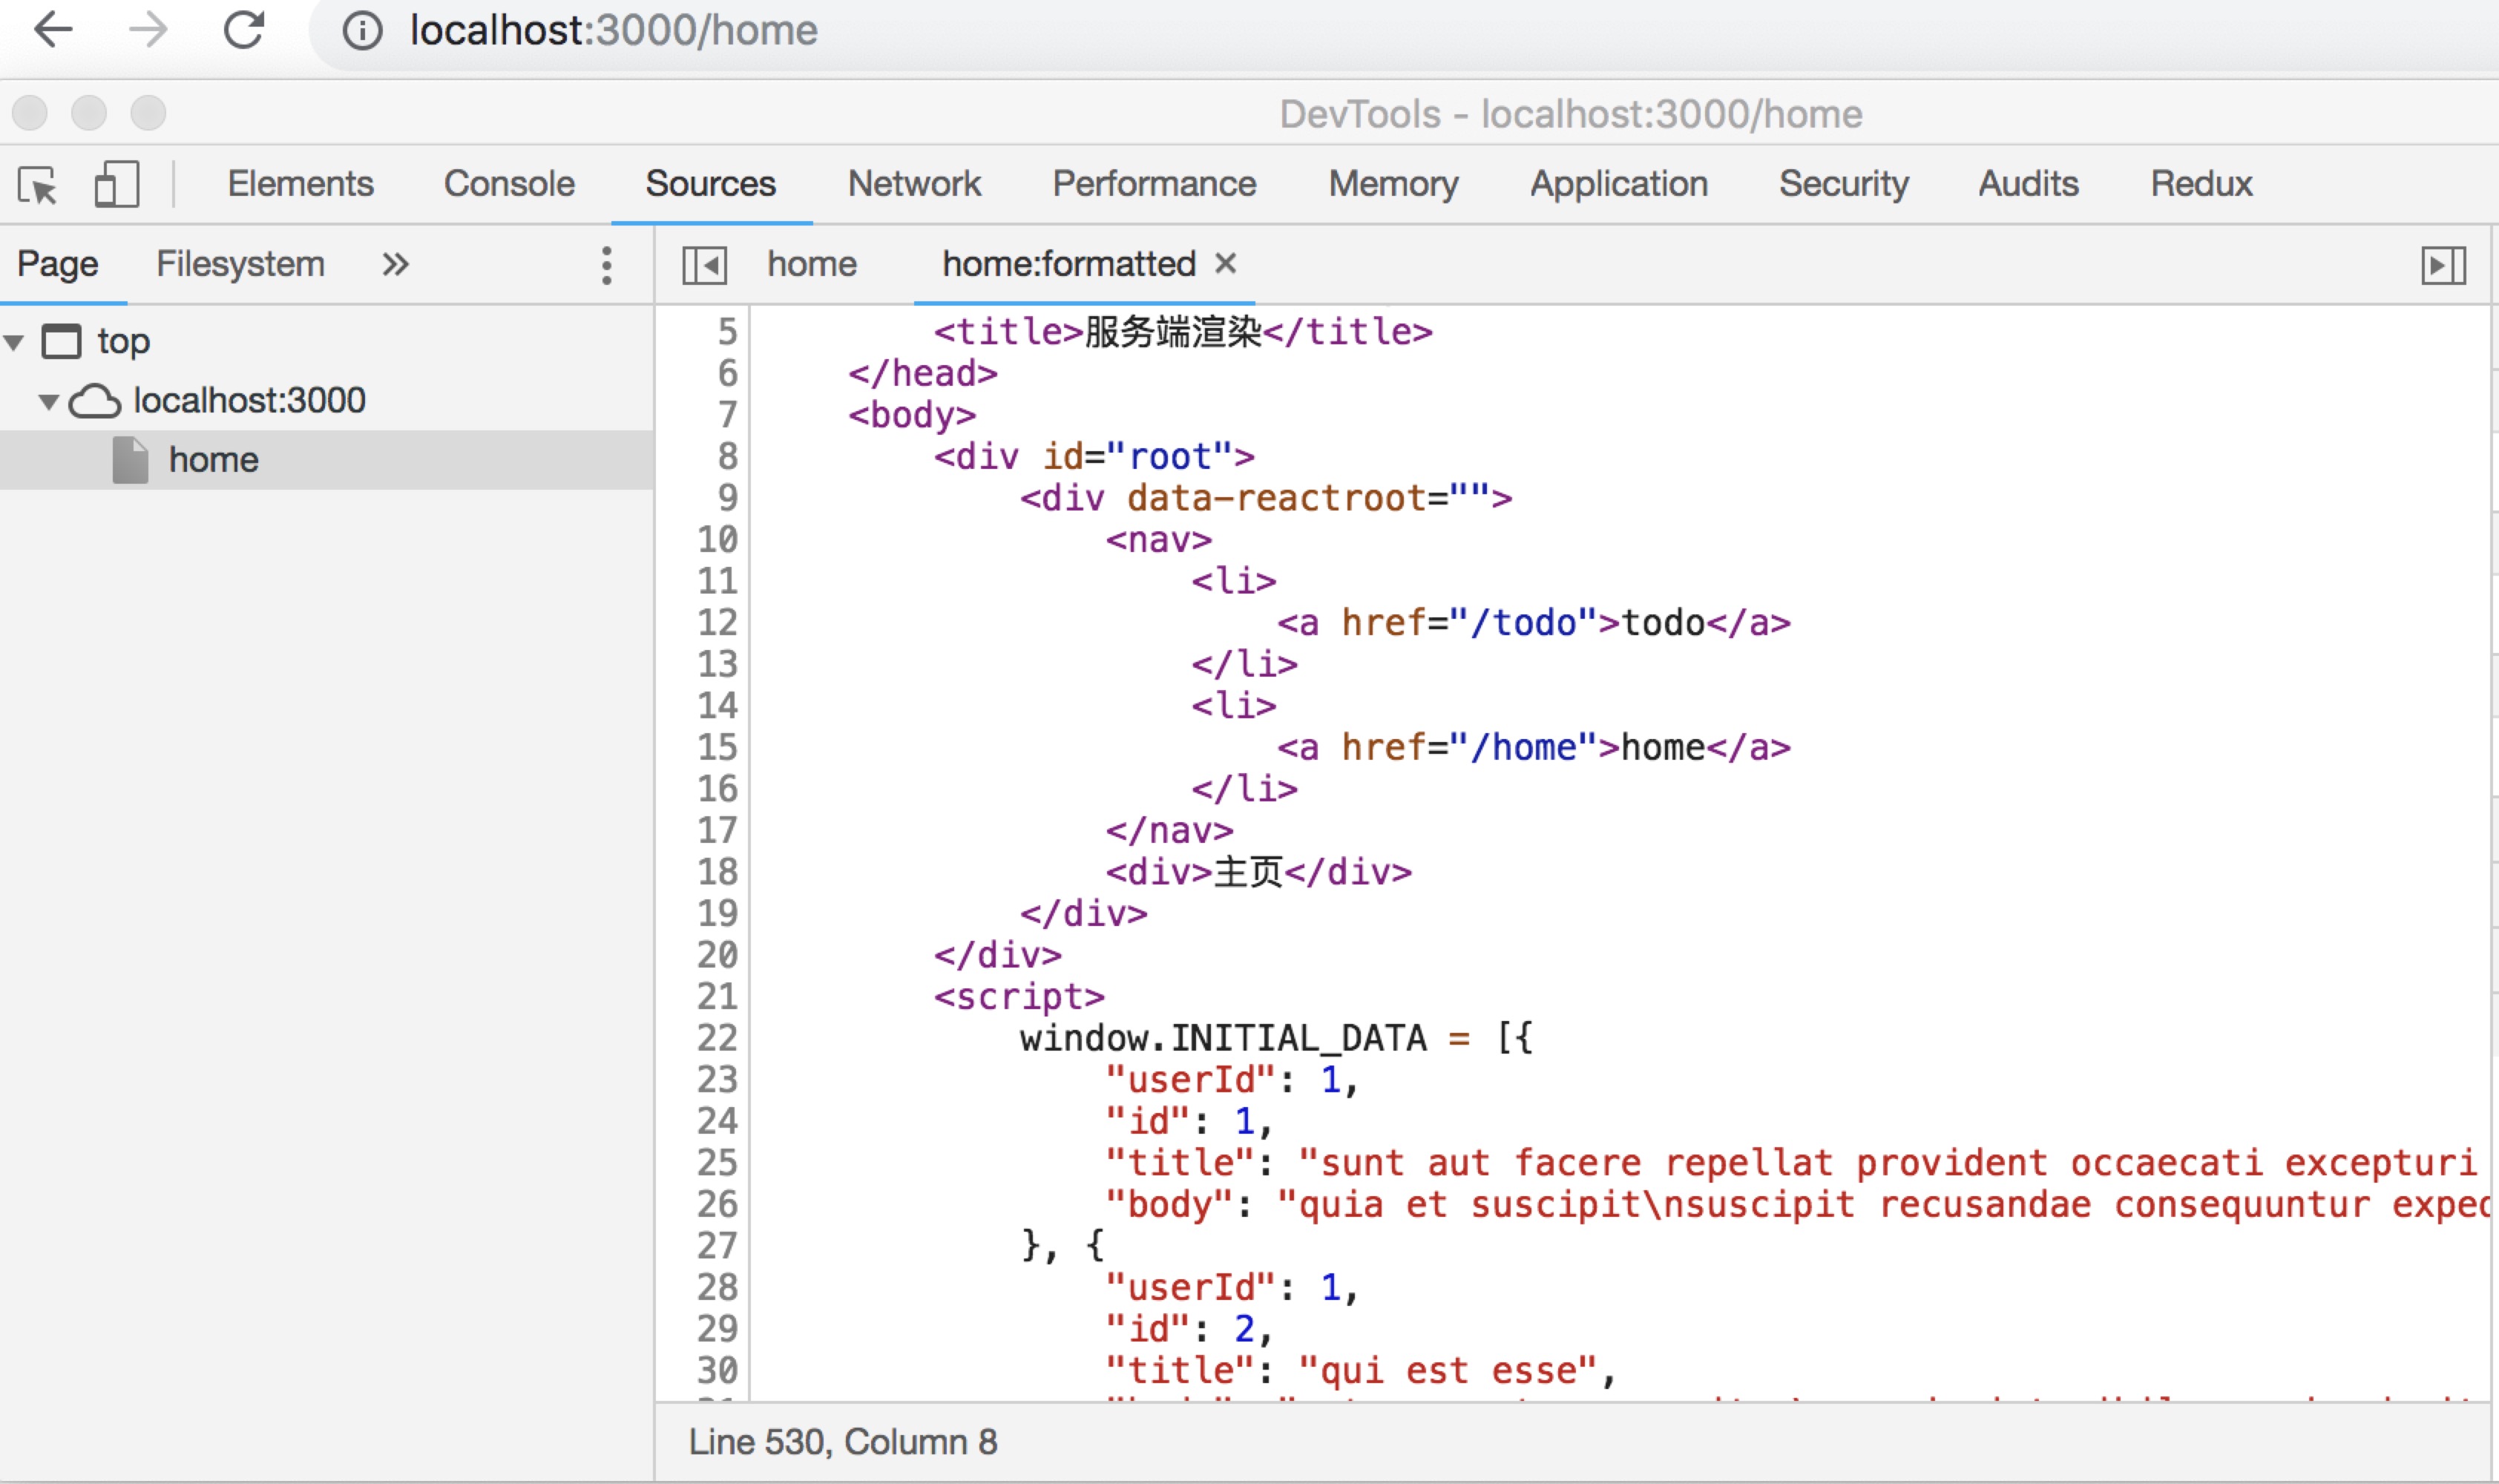 localhost:3000/home
DevTools - localhost:3000/home
Elements Console Sources Network Performance Memory Application Security Audits Redux
Page Filesystem » home home:formatted ×
top
localhost:3000
home
5 <title>服务端渲染</title>
6 </head>
7 <body>
8 <div id="root">
9 <div data-reactroot="">
10 <nav>
11 <li>
12 <a href="/todo">todo</a>
13 </li>
14 <li>
15 <a href="/home">home</a>
16 </li>
17 </nav>
18 <div>主页</div>
19 </div>
20 </div>
21 <script>
22 window.INITIAL_DATA = [{
23 "userId": 1,
24 "id": 1,
25 "title": "sunt aut facere repellat provident occaecati excepturi
26 "body": "quia et suscipit\nsuscipit recusandae consequuntur
27 }, {
28 "userId": 1,
29 "id": 2,
30 "title": "qui est esse",
Line 530, Column 8